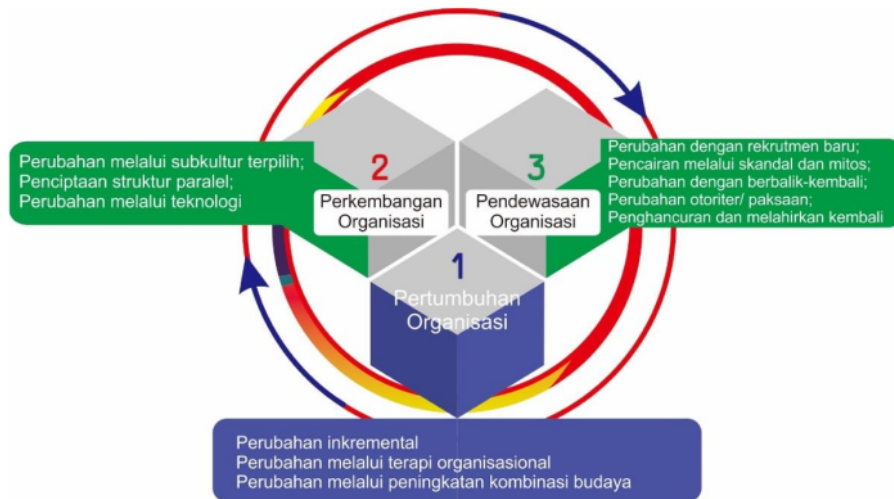 2
Perkembangan
Organisasi
Perubahan melalui subkultur terpilih;
Penciptaan struktur paralel;
Perubahan melalui teknologi
3
Pendewasaan
Organisasi
Perubahan dengan rekrutmen baru;
Pencairan melalui skandal dan mitos;
Perubahan dengan berbalik-kembali;
Perubahan otoriter/ paksaan;
Penghancuran dan melahirkan kembali
1
Pertumbuhan
Organisasi
Perubahan inkremental
Perubahan melalui terapi organisasional
Perubahan melalui peningkatan kombinasi budaya